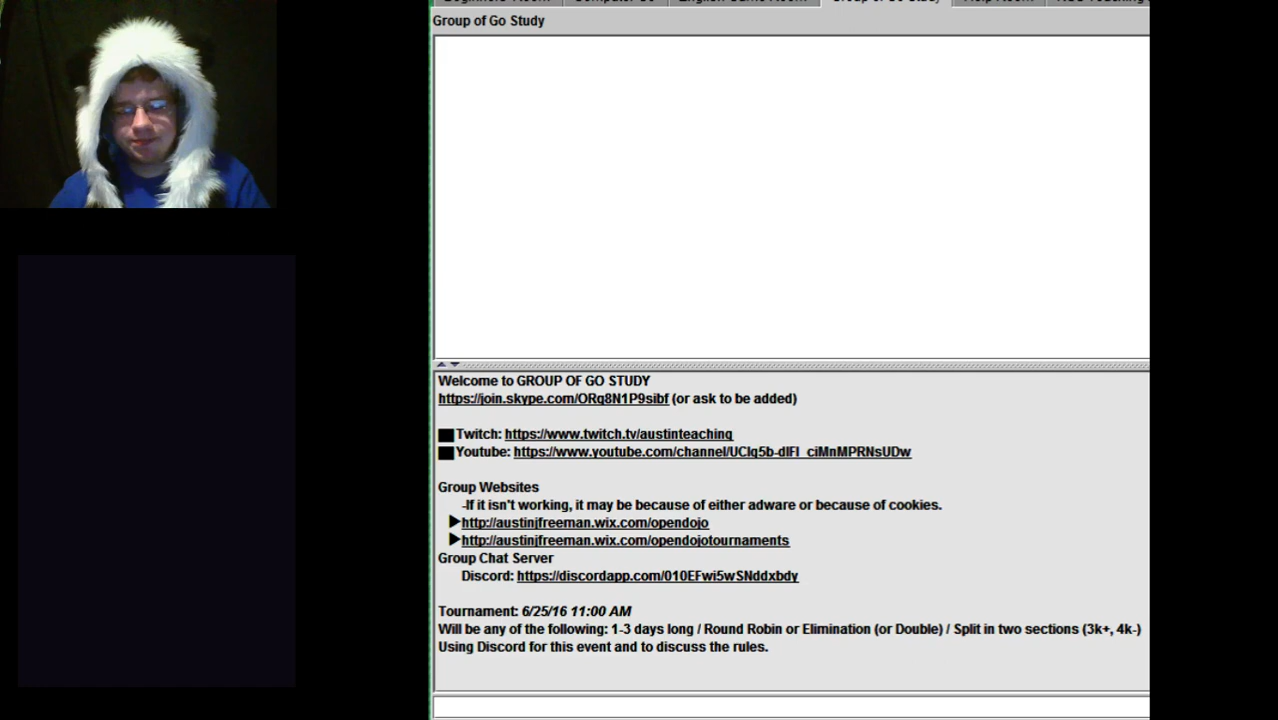 Group of Go Study
Group of Go Study
Welcome to GROUP OF GO STUDY
https://join.skype.com/ORq8N1P9sibf (or ask to be added)
Twitch: https://www.twitch.tv/austinteaching
Youtube: https://www.youtube.com/channel/UCIq5b-dlFI_ciMnMPRNsUDw
Group Websites
-If it isn't working, it may be because of either adware or because of cookies.
►http://austinjfreeman.wix.com/opendojo
►http://austinjfreeman.wix.com/opendojotournaments
Group Chat Server
Discord: https://discordapp.com/010EFwi5wSNddxbdy
Tournament: 6/25/16 11:00 AM
Will be any of the following: 1-3 days long / Round Robin or Elimination (or Double) / Split in two sections (3k+, 4k-)
Using Discord for this event and to discuss the rules.